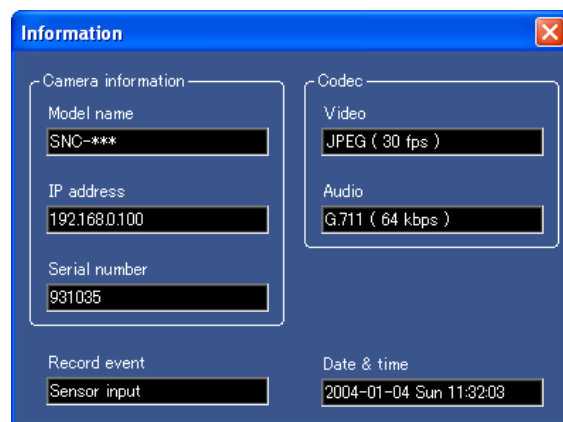 Information
Camera information
Model name
SNC-***
IP address
192.168.0.100
Serial number
931035
Codec
Video
JPEG ( 30 fps )
Audio
G.711 ( 64 kbps )
Record event
Sensor input
Date & time
2004-01-04 Sun 11:32:03